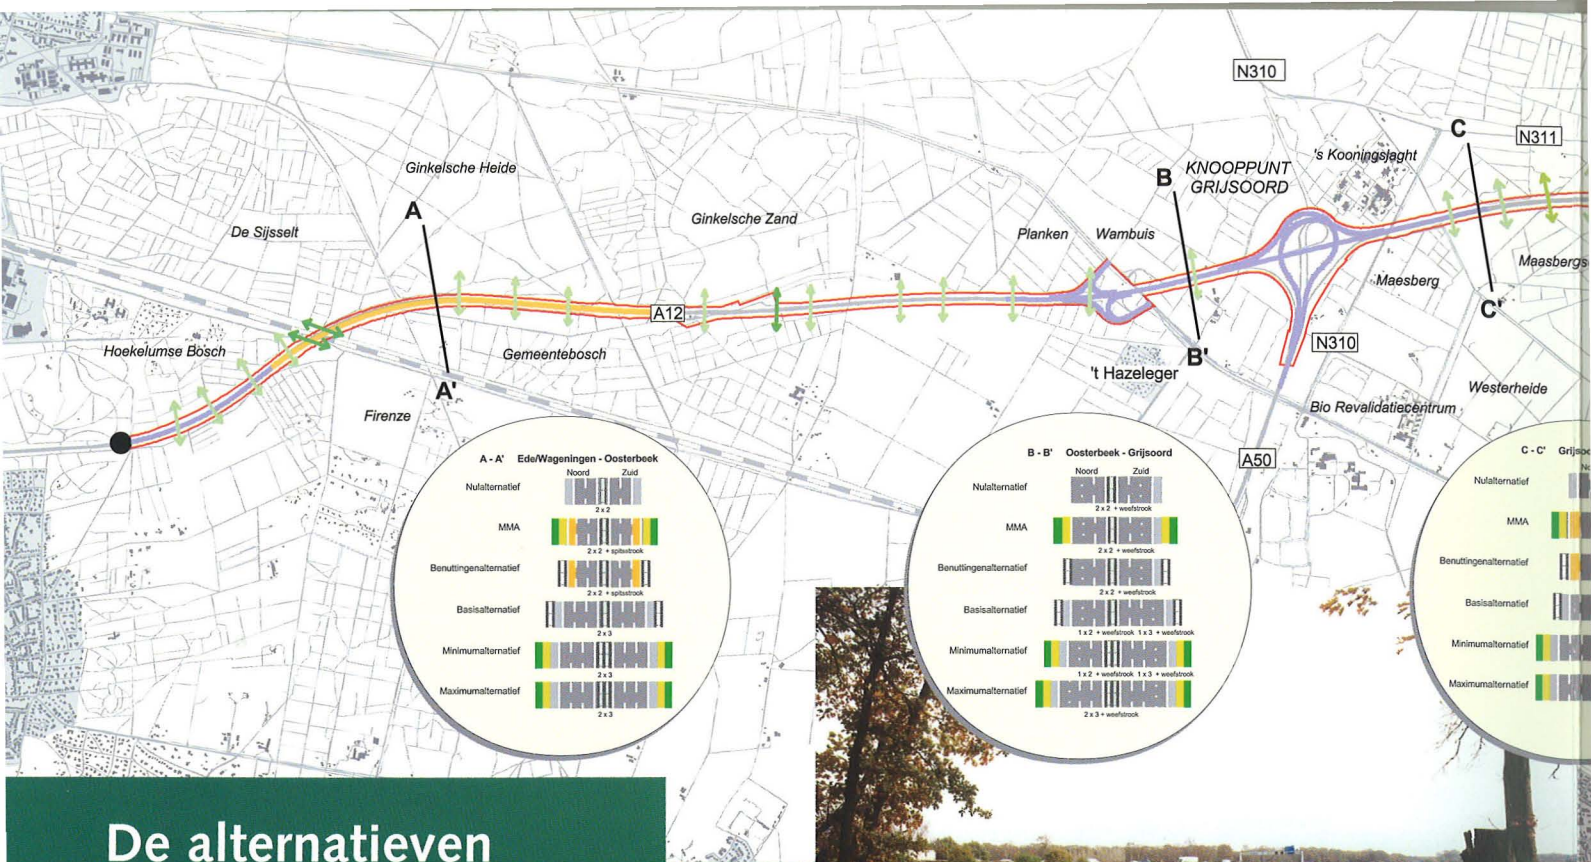 N310
C
N311
's Kooningsjaght
Ginkelsche Heide
B
KNOOPPUNT
GRIJSOORD
A
Ginkelsche Zand
De Sijsselt
Planken Wambuis
Maasbergs
Maesberg
A12
C'
Hoekelumse Bosch
Gemeentebosch
B'
N310
't Hazeleger
A'
Westerheide
Firenze
Bio Revalidatiecentrum
A50
A - A' Ede/Wageningen - Oosterbeek
Noord Zuid
Nulalternatief
2 x 2
MMA
2 x 2 + spitsstrook
Benuttingenalternatief
2 x 2 + spitsstrook
Basisalternatief
2 x 3
Minimumalternatief
2 x 3
Maximumalternatief
2 x 3
B - B' Oosterbeek - Grijsoord
Noord Zuid
Nulalternatief
2 x 2 + weefstrook
MMA
2 x 2 + weefstrook
Benuttingenalternatief
2 x 2 + weefstrook
Basisalternatief
1 x 2 + weefstrook 1 x 3 + weefstrook
Minimumalternatief
1 x 2 + weefstrook 1 x 3 + weefstrook
Maximumalternatief
2 x 3 + weefstrook
C - C' Grijsoo
No
Nulalternatief
MMA
Benuttingenalternatief
Basisalternatief
Minimumalternatief
Maximumalternatief
De alternatieven